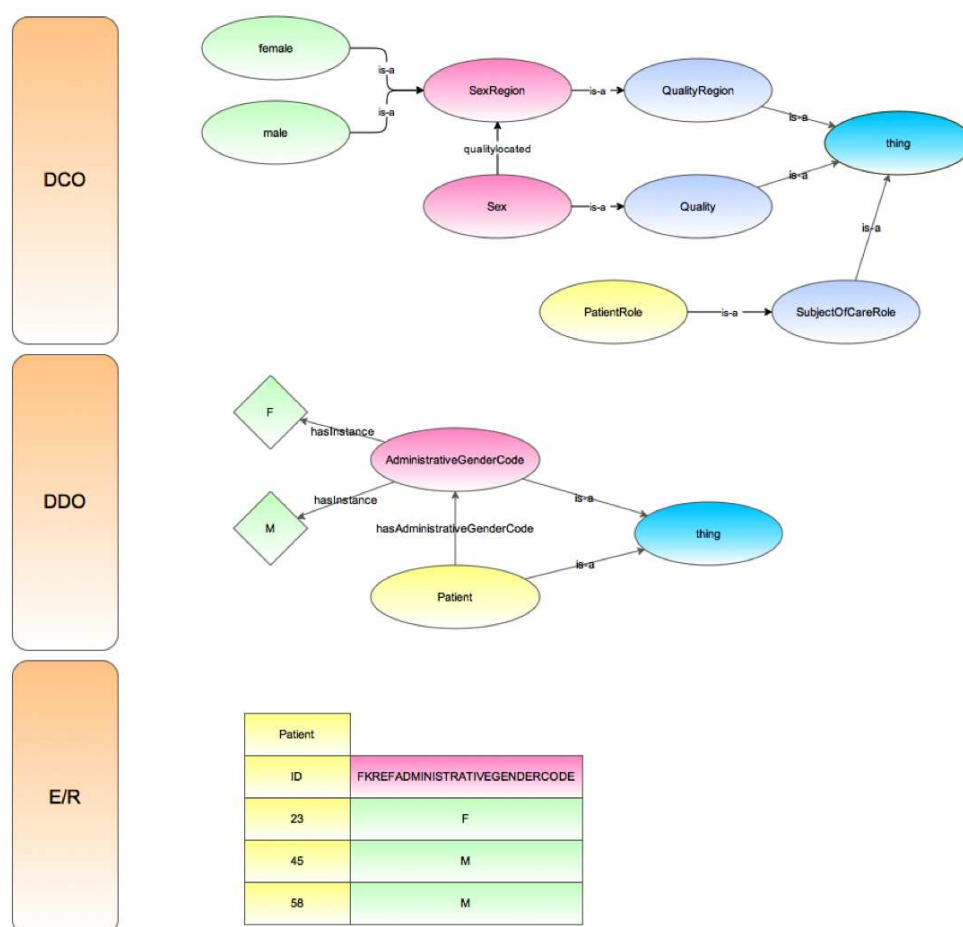 DCO
female
is-a
male
is-a
SexRegion
is-a
QualityRegion
is-a
thing
qualitylocated
Sex
is-a
Quality
is-a
is-a
PatientRole
is-a
SubjectOfCareRole
DDO
F
hasInstance
AdministrativeGenderCode
hasInstance
M
is-a
hasAdministrativeGenderCode
thing
is-a
Patient
E/R
Patient
ID FKREFADMINISTRATIVEGENDERCODE
23 F
45 M
58 M